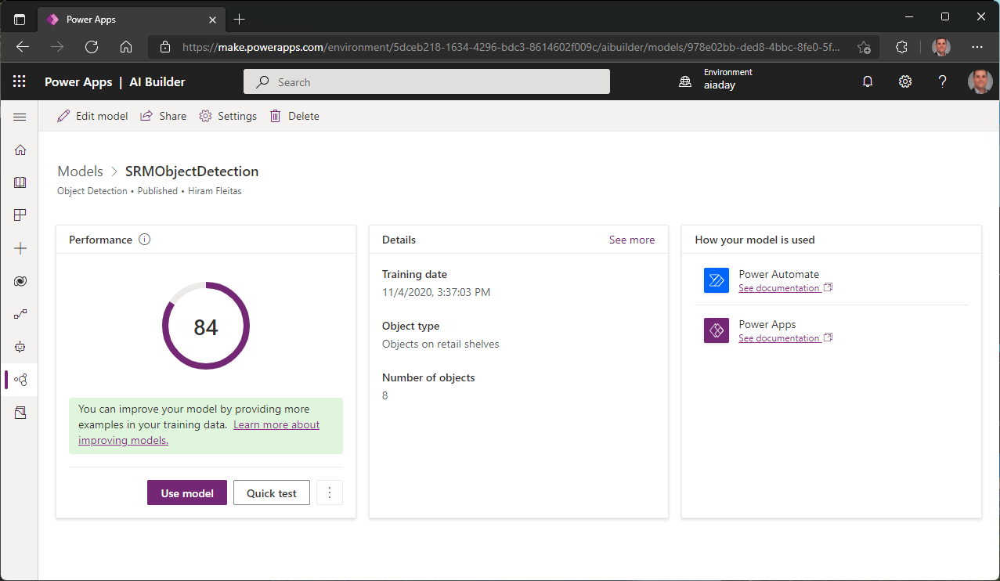 Power Apps
https://make.powerapps.com/environment/5dceb218-1634-4296-bdc3-8614602f009c/aibuilder/models/978e02bb-ded8-4bbc-8fe0-5f...
Power Apps | AI Builder
Search
Environment
aiaday
Edit model
Share
Settings
Delete
Models > SRMObjectDetection
Object Detection • Published • Hiram Fleitas
Performance
84
You can improve your model by providing more
examples in your training data. Learn more about
improving models.
Use model
Quick test
Details
See more
Training date
11/4/2020, 3:37:03 PM
Object type
Objects on retail shelves
Number of objects
8
How your model is used
Power Automate
See documentation
Power Apps
See documentation